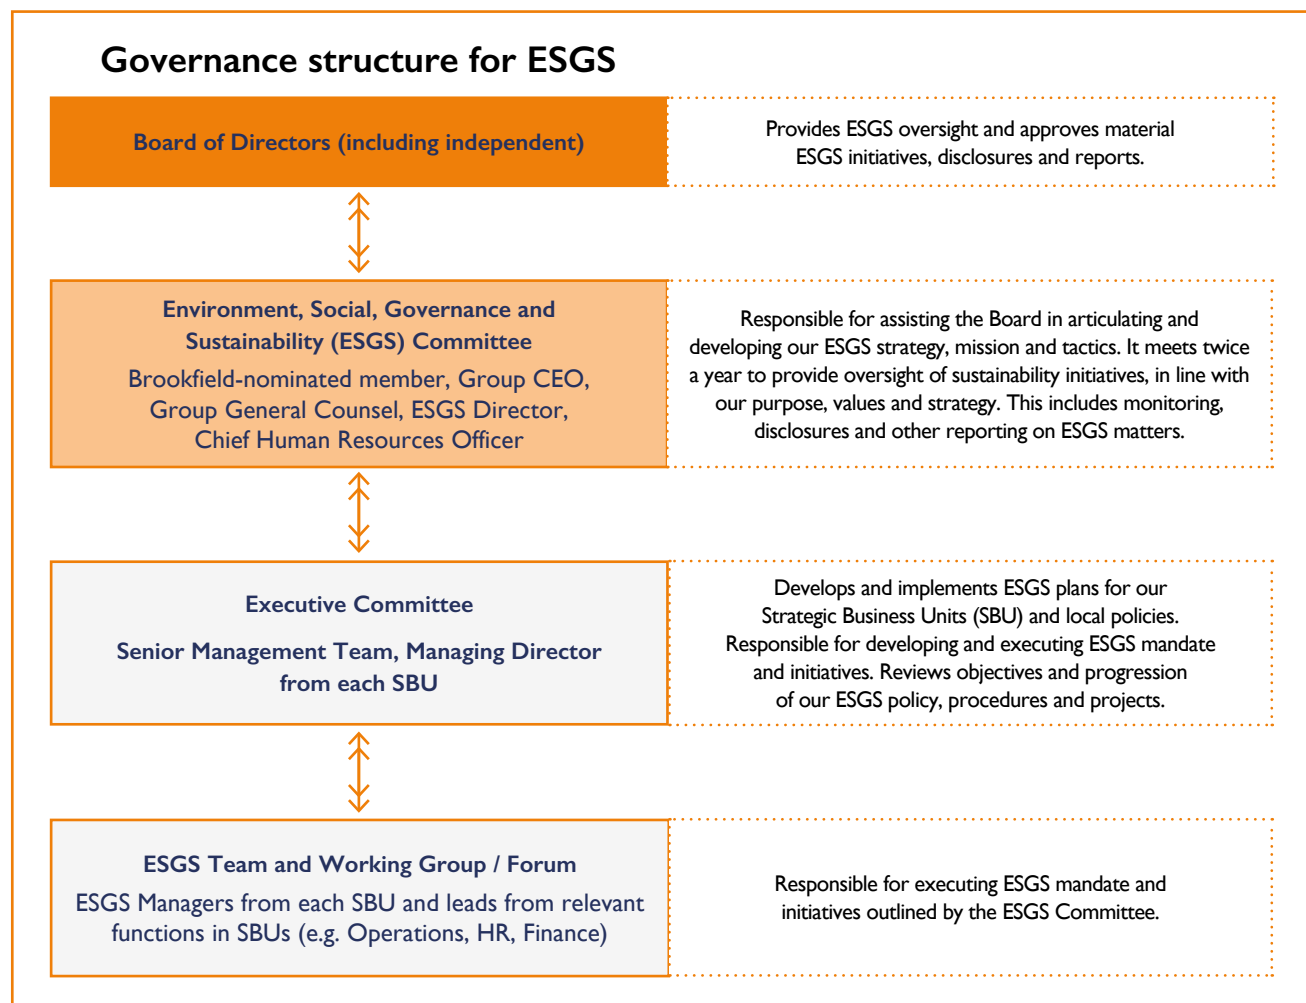 Governance structure for ESGS
Board of Directors (including independent)
Provides ESGS oversight and approves material
ESGS initiatives, disclosures and reports.
Environment, Social, Governance and
Sustainability (ESGS) Committee
Brookfield-nominated member, Group CEO,
Group General Counsel, ESGS Director,
Chief Human Resources Officer
Responsible for assisting the Board in articulating and
developing our ESGS strategy, mission and tactics. It meets twice
a year to provide oversight of sustainability initiatives, in line with
our purpose, values and strategy. This includes monitoring,
disclosures and other reporting on ESGS matters.
Executive Committee
Senior Management Team, Managing Director
from each SBU
Develops and implements ESGS plans for our
Strategic Business Units (SBU) and local policies.
Responsible for developing and executing ESGS mandate
and initiatives. Reviews objectives and progression
of our ESGS policy, procedures and projects.
ESGS Team and Working Group / Forum
ESGS Managers from each SBU and leads from relevant
functions in SBUs (e.g. Operations, HR, Finance)
Responsible for executing ESGS mandate and
initiatives outlined by the ESGS Committee.